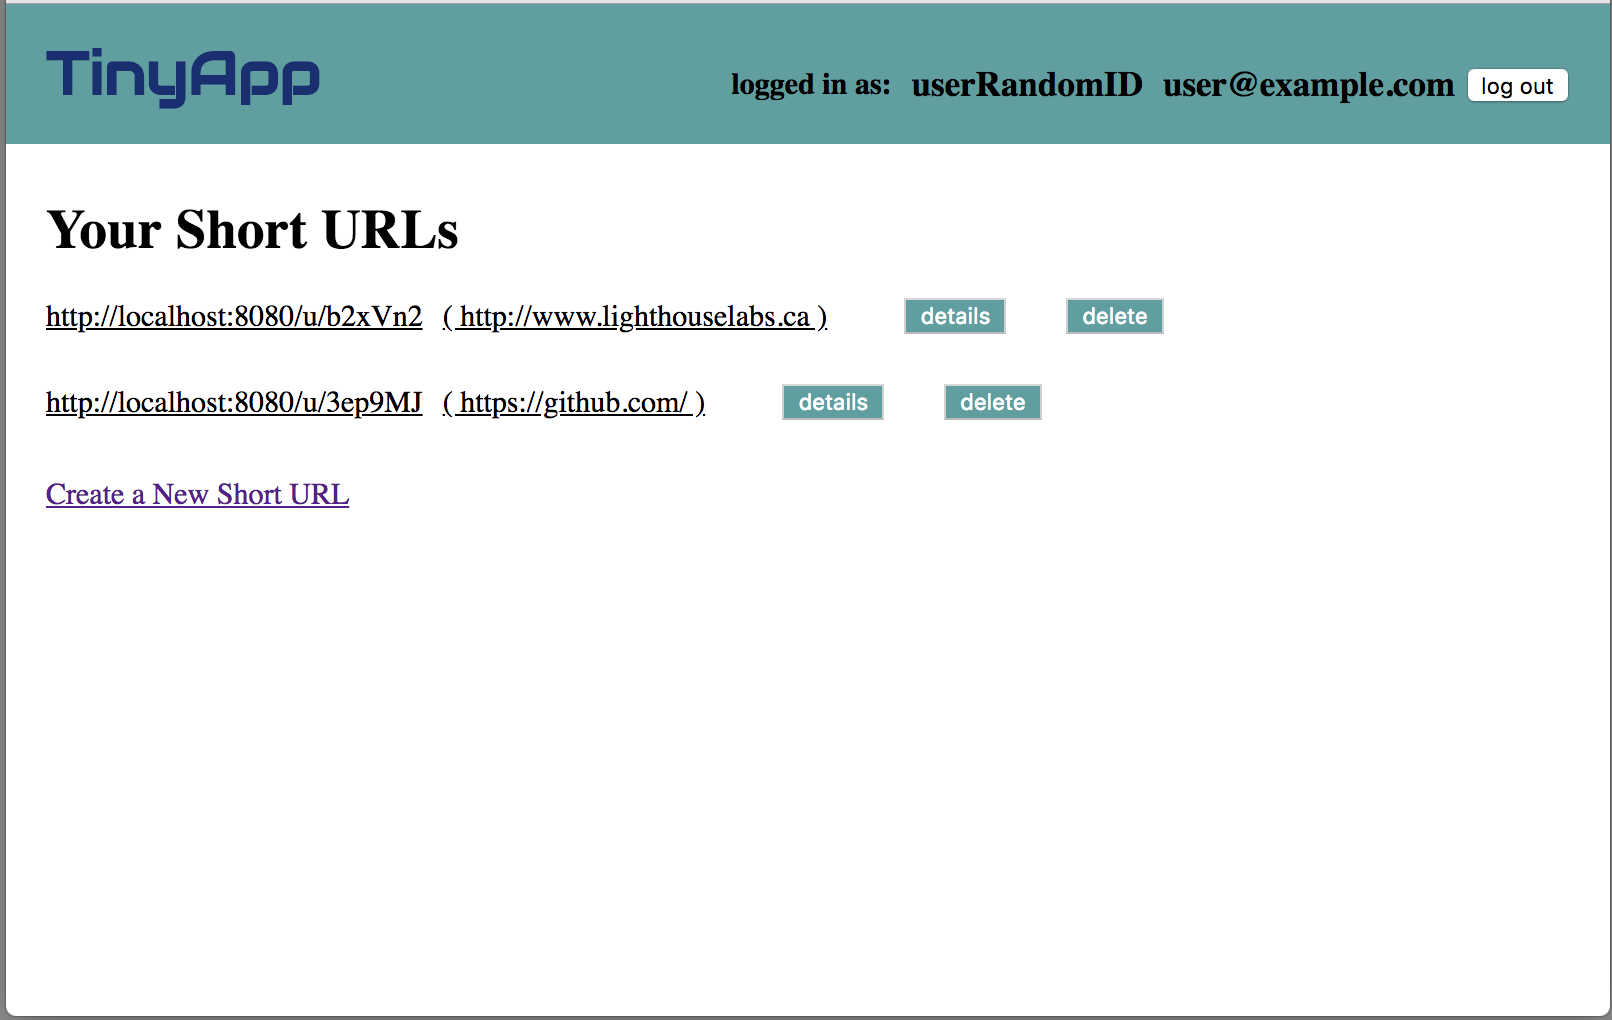 TinyApp
logged in as: userRandomID user@example.com log out
Your Short URLs
http://localhost:8080/u/b2xVn2 ( http://www.lighthouselabs.ca ) details delete
http://localhost:8080/u/3ep9MJ ( https://github.com/ ) details delete
Create a New Short URL